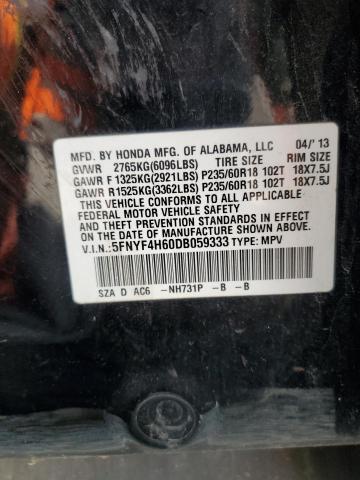 MFD. BY HONDA MFG. OF ALABAMA, LLC 04/'13
GVWR 2765KG(6096LBS) TIRE SIZE RIM SIZE
GAWR F 1325KG(2921LBS) P235/60R18 102T 18X7.5J
GAWR R1525KG(3362LBS) P235/60R18 102T 18X7.5J
THIS VEHICLE CONFORMS TO ALL APPLICABLE
FEDERAL MOTOR VEHICLE SAFETY, BUMPER, AND
THEFT PREVENTION STANDARDS IN EFFECT ON
THE DATE OF MANUFACTURE SHOWN ABOVE.
V.I.N.:5FNYF4H60DB059333 TYPE: MPV
SZA D AC6 -NH731P -B -B